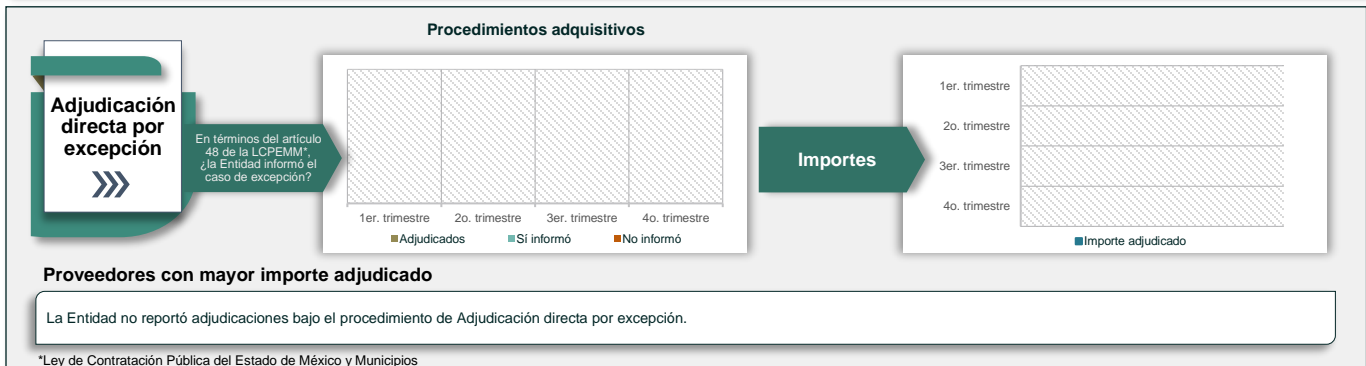 Procedimientos adquisitivos
Adjudicación
directa por
excepción
En términos del artículo
48 de la LCPEMM*,
¿la Entidad informó el
caso de excepción?
1er. trimestre 2o. trimestre 3er. trimestre 4o. trimestre
Adjudicados Sí informó No informó
Importes
1er. trimestre
2o. trimestre
3er. trimestre
4o. trimestre
Importe adjudicado
Proveedores con mayor importe adjudicado
La Entidad no reportó adjudicaciones bajo el procedimiento de Adjudicación directa por excepción.
*Ley de Contratación Pública del Estado de México y Municipios